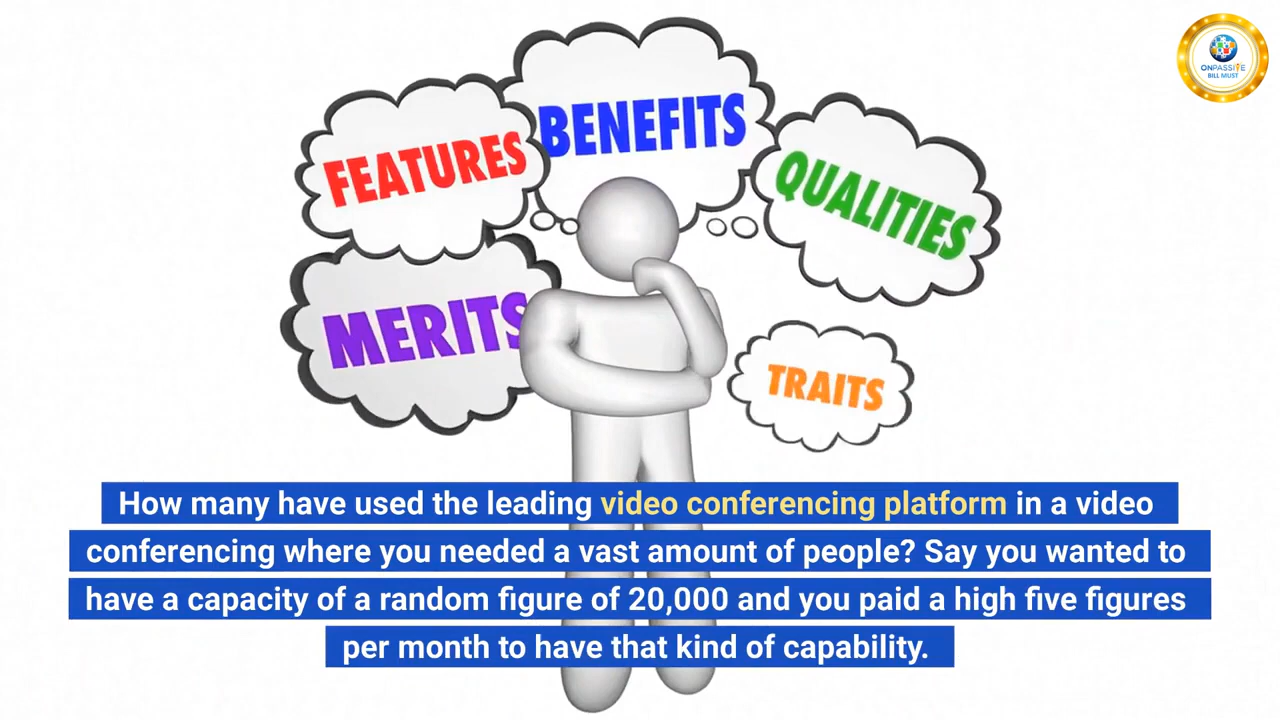 BENEFITS
FEATURES
QUALITIES
MERITS
TRAITS
ONPASSIVE
BILL MUST
How many have used the leading video conferencing platform in a video
conferencing where you needed a vast amount of people? Say you wanted to
have a capacity of a random figure of 20,000 and you paid a high five figures
per month to have that kind of capability.